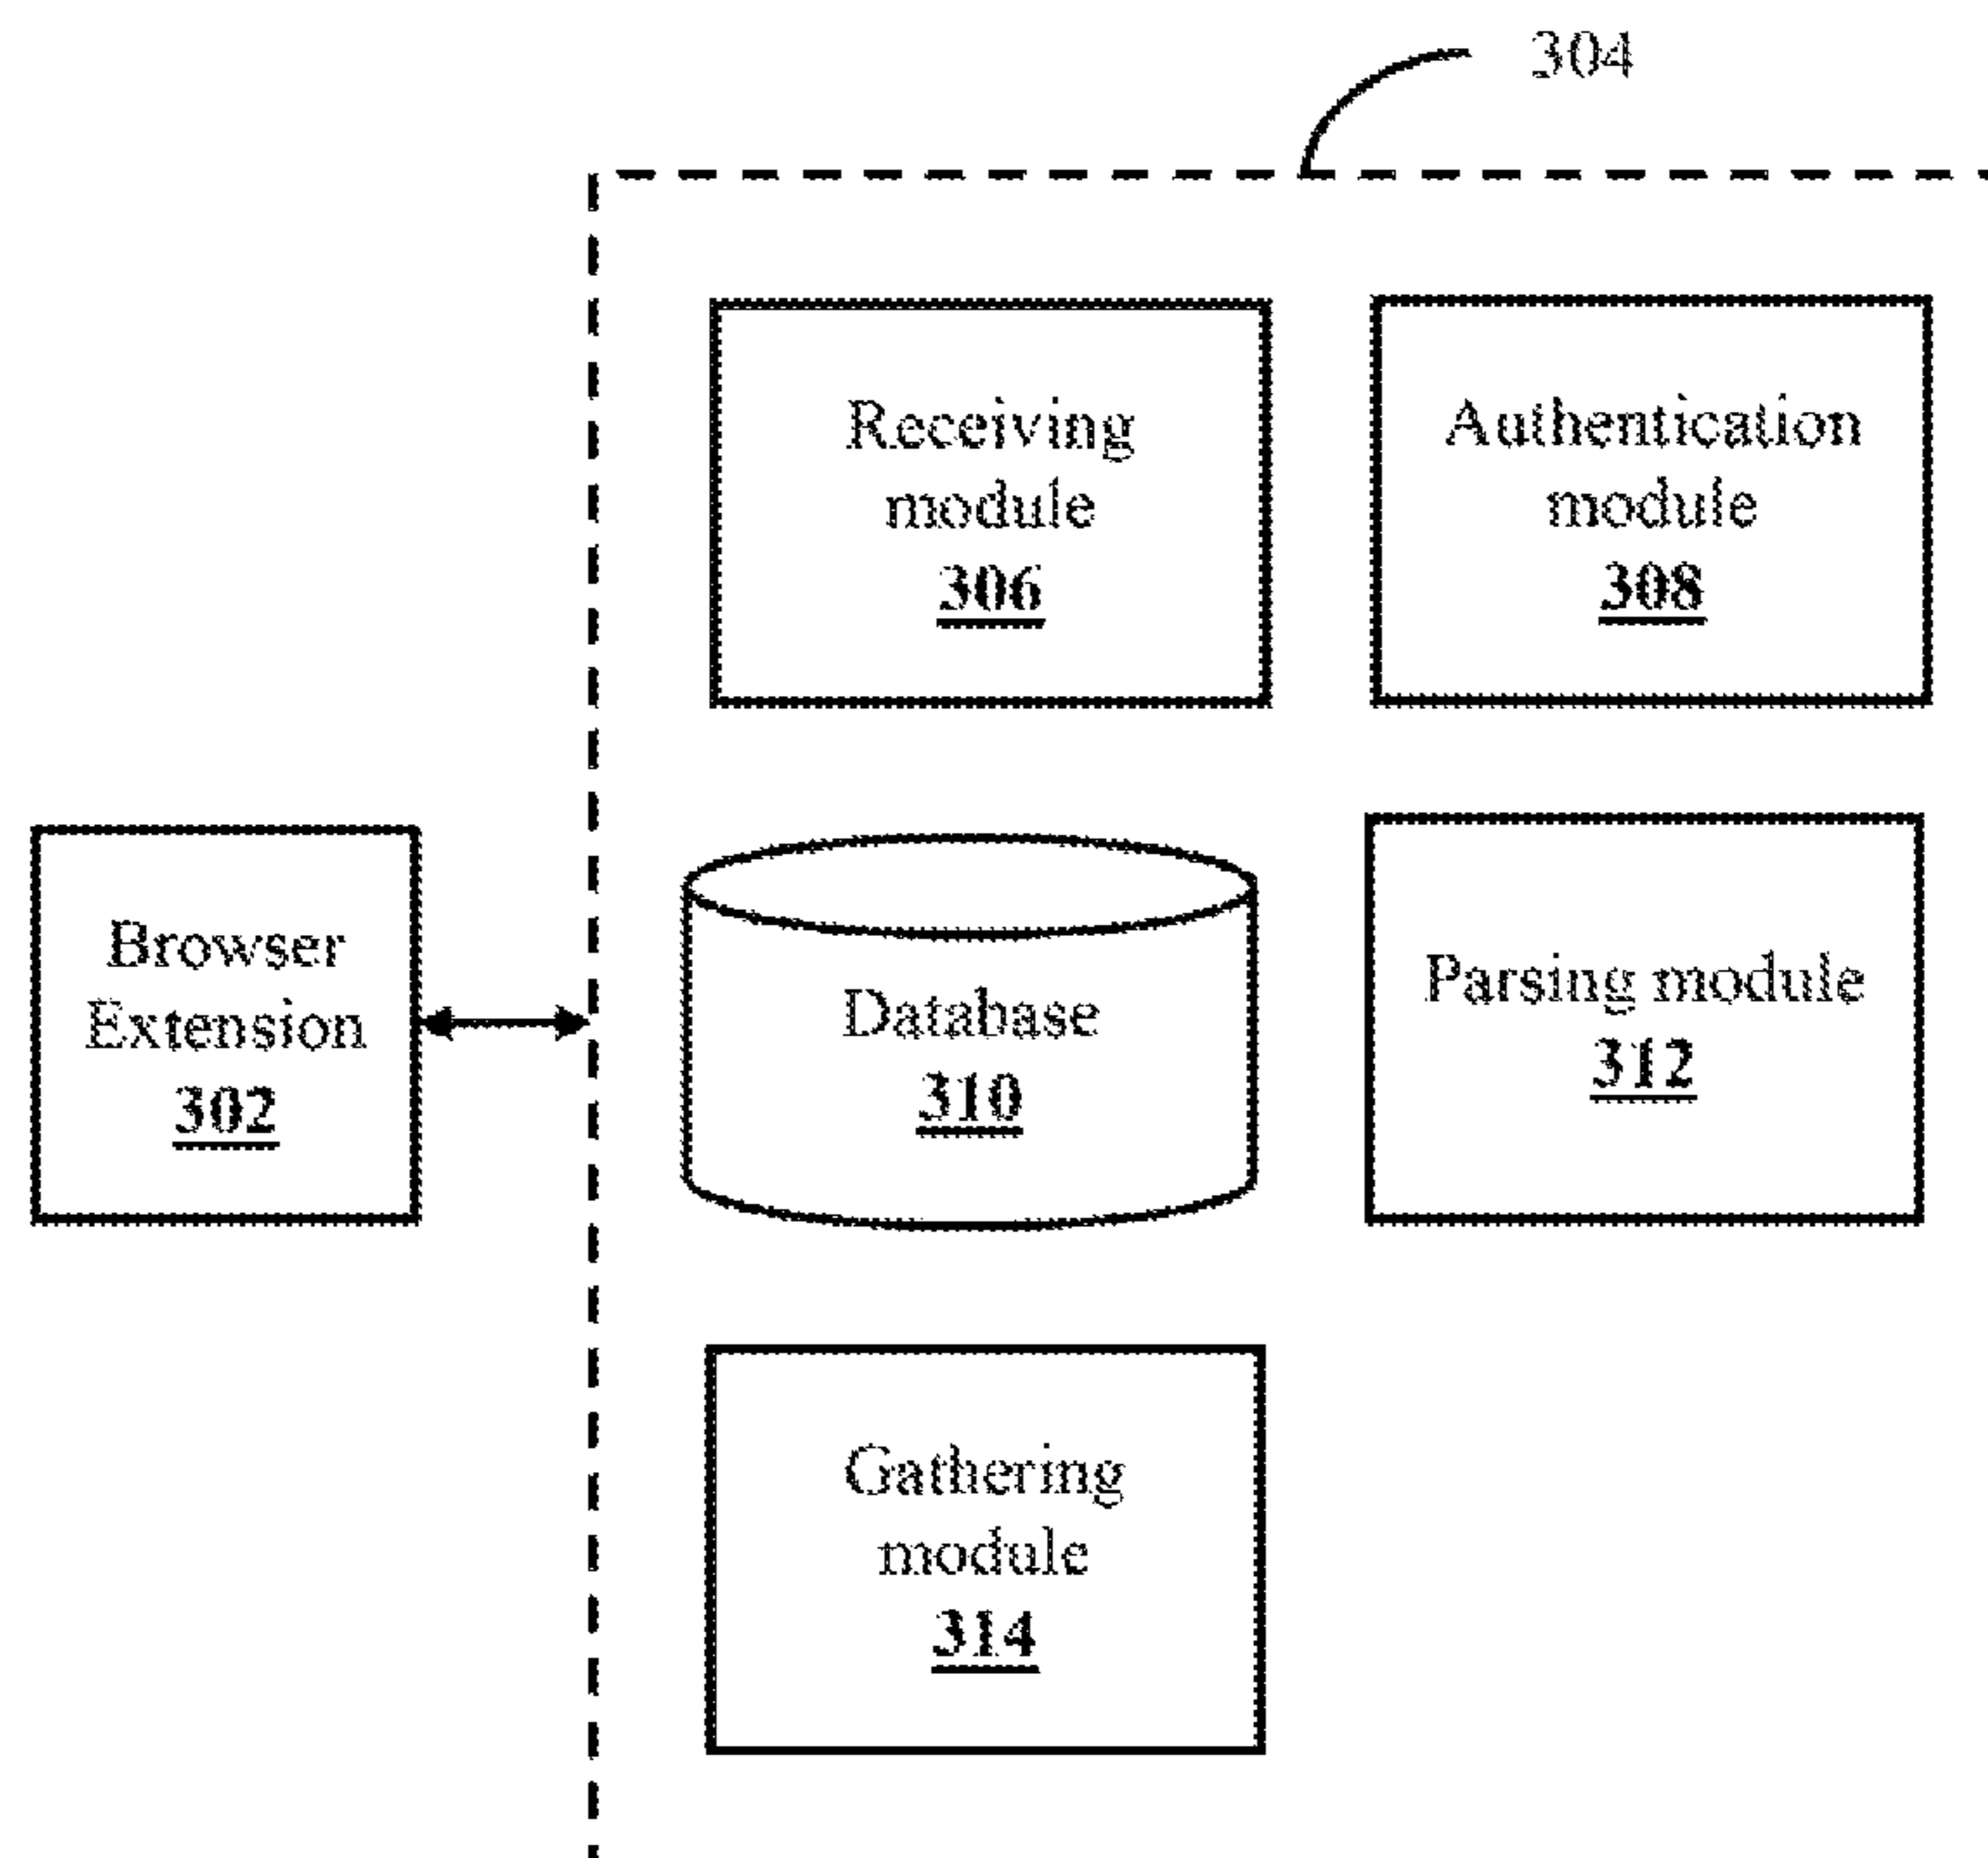 304
Receiving
module
306
Authentication
module
308
Browser
Extension
302
Database
310
Parsing module
312
Gathering
module
314